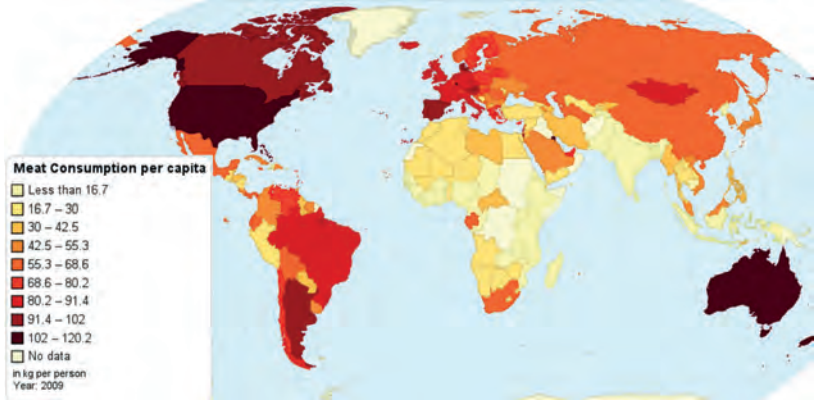 Meat Consumption per capita
Less than 16.7
16.7 – 30
30 – 42.5
42.5 – 55.3
55.3 – 68.6
68.6 – 80.2
80.2 – 91.4
91.4 – 102
102 – 120.2
No data
in kg per person
Year: 2009